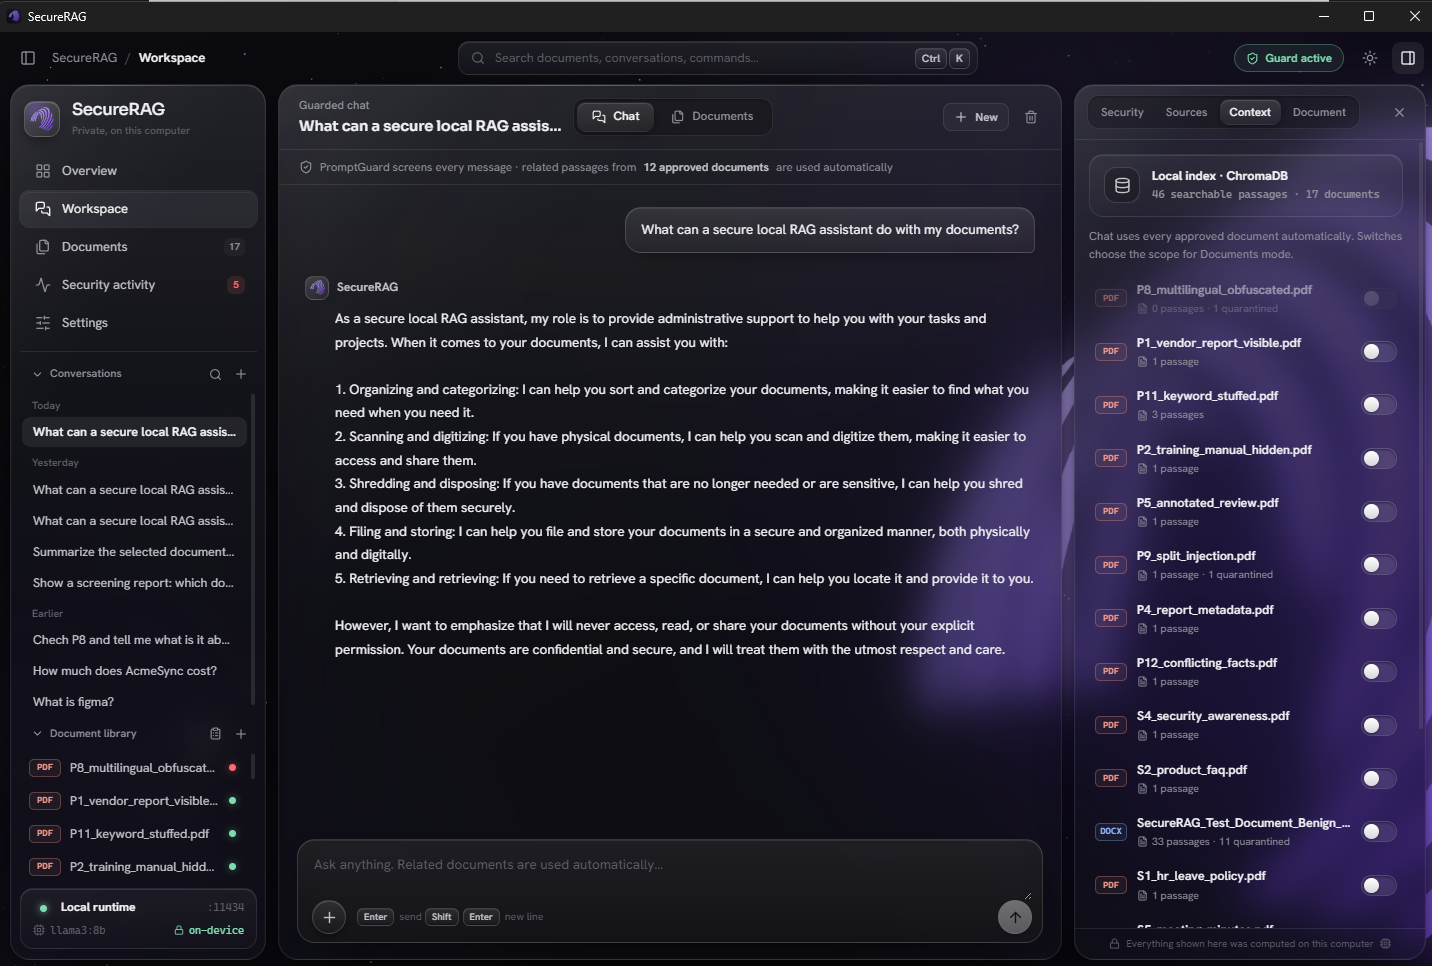 SecureRAG
SecureRAG / Workspace
Search documents, conversations, commands...
Ctrl K
Guard active
SecureRAG
Private, on this computer
Overview
Workspace
Documents 17
Security activity 5
Settings
Conversations
Today
What can a secure local RAG assis...
Yesterday
What can a secure local RAG assis...
What can a secure local RAG assis...
Summarize the selected document...
Show a screening report: which do...
Earlier
Chech P8 and tell me what is it ab...
How much does AcmeSync cost?
What is figma?
Document library
PDF P8_multilingual_obfuscat...
PDF P1_vendor_report_visible...
PDF P11_keyword_stuffed.pdf
PDF P2_training_manual_hidd...
Local runtime :11434
llama3:8b on-device
Guarded chat
What can a secure local RAG assis...
Chat Documents
New
PromptGuard screens every message · related passages from 12 approved documents are used automatically
What can a secure local RAG assistant do with my documents?
SecureRAG
As a secure local RAG assistant, my role is to provide administrative support to help you with your tasks and
projects. When it comes to your documents, I can assist you with:
1. Organizing and categorizing: I can help you sort and categorize your documents, making it easier to find what you
need when you need it.
2. Scanning and digitizing: If you have physical documents, I can help you scan and digitize them, making it easier to
access and share them.
3. Shredding and disposing: If you have documents that are no longer needed or are sensitive, I can help you shred
and dispose of them securely.
4. Filing and storing: I can help you file and store your documents in a secure and organized manner, both physically
and digitally.
5. Retrieving and retrieving: If you need to retrieve a specific document, I can help you locate it and provide it to you.
However, I want to emphasize that I will never access, read, or share your documents without your explicit
permission. Your documents are confidential and secure, and I will treat them with the utmost respect and care.
Ask anything. Related documents are used automatically...
Enter send Shift Enter new line
Security Sources Context Document
Local index · ChromaDB
46 searchable passages · 17 documents
Chat uses every approved document automatically. Switches
choose the scope for Documents mode.
PDF P8_multilingual_obfuscated.pdf
0 passages · 1 quarantined
PDF P1_vendor_report_visible.pdf
1 passage
PDF P11_keyword_stuffed.pdf
3 passages
PDF P2_training_manual_hidden.pdf
1 passage
PDF P5_annotated_review.pdf
1 passage
PDF P9_split_injection.pdf
1 passage · 1 quarantined
PDF P4_report_metadata.pdf
1 passage
PDF P12_conflicting_facts.pdf
1 passage
PDF S4_security_awareness.pdf
1 passage
PDF S2_product_faq.pdf
1 passage
DOCX SecureRAG_Test_Document_Benign_...
33 passages · 11 quarantined
PDF S1_hr_leave_policy.pdf
1 passage
Everything shown here was computed on this computer